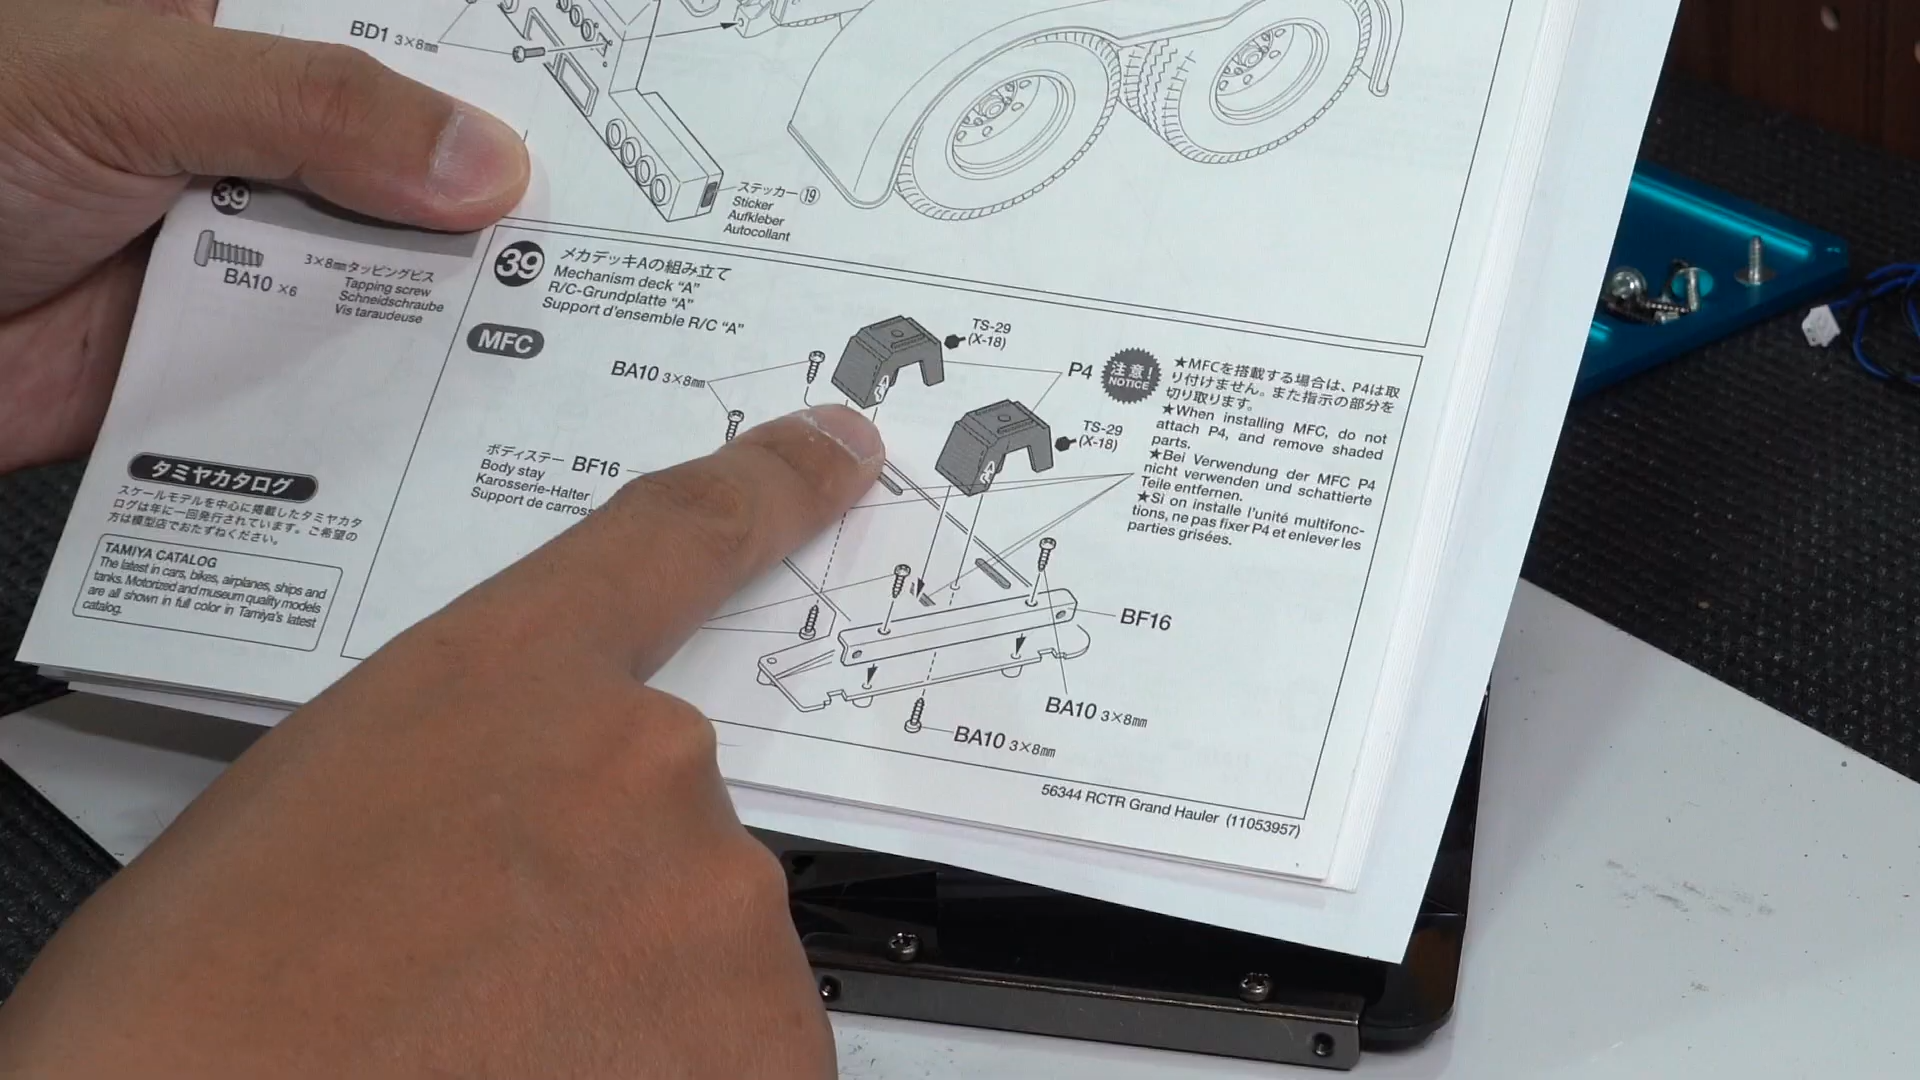 BD1 3×8㎜
ステッカー⑲
Sticker
Aufkleber
Autocollant
39
3×8㎜タッピングビス
Tapping screw
Schneidschraube
Vis taraudeuse
BA10 ×6
39
メカデッキAの組み立て
Mechanism deck “A”
R/C-Grundplatte “A”
Support d'ensemble R/C “A”
MFC
BA10 3×8㎜
TS-29
(X-18)
P4
注意!
NOTICE
★MFCを搭載する場合は、P4は取
り付けません。また指示の部分を
切り取ります。
★When installing MFC, do not
attach P4, and remove shaded
parts.
★Bei Verwendung der MFC P4
nicht verwenden und schattierte
Teile entfernen.
★Si on installe l'unité multifonc-
tions, ne pas fixer P4 et enlever les
parties grisées.
A
A
TS-29
(X-18)
ボディステー BF16
Body stay
Karosserie-Halter
Support de carross
BF16
BA10 3×8㎜
BA10 3×8㎜
タミヤカタログ
スケールモデルを中心に掲載したタミヤカタ
ログは年に一回発行されています。ご希望の
方は模型店でおたずねください。
TAMIYA CATALOG
The latest in cars, bikes, airplanes, ships and
tanks. Motorized and museum quality models
are all shown in full color in Tamiya's latest
catalog.
56344 RCTR Grand Hauler (11053957)